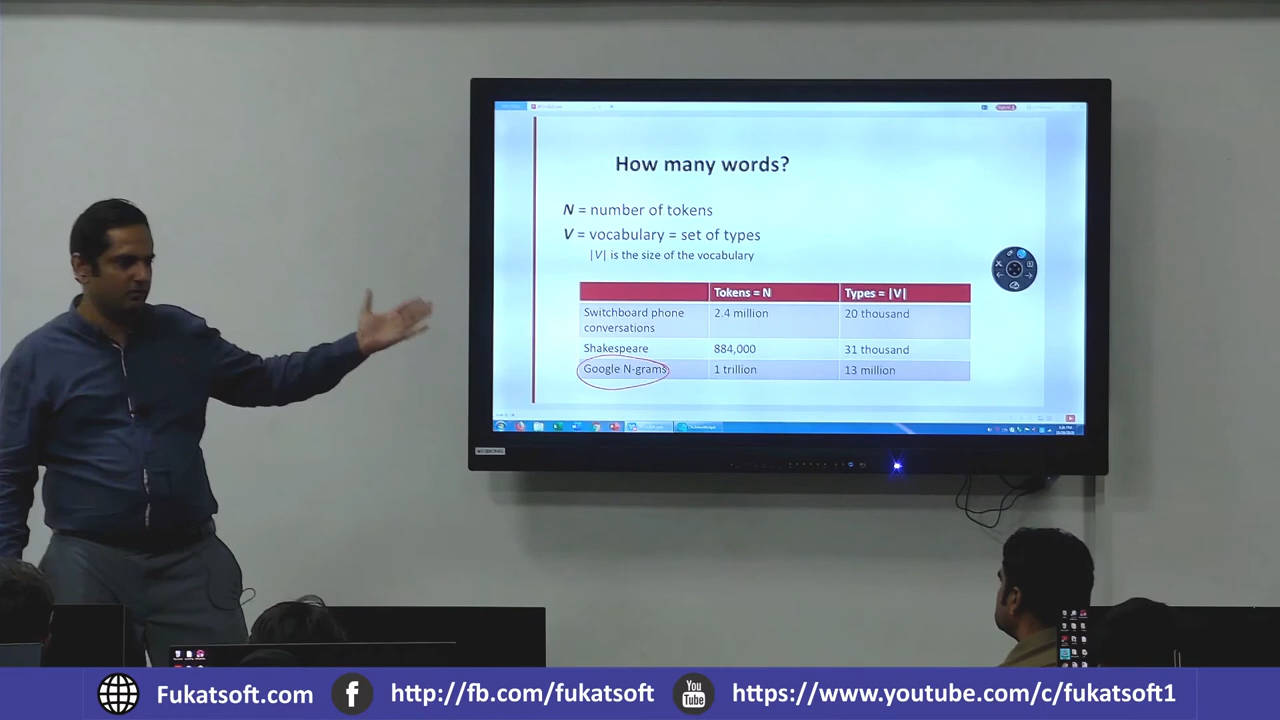 How many words?
N = number of tokens
V = vocabulary = set of types
|V| is the size of the vocabulary
Tokens = N Types = |V|
Switchboard phone conversations 2.4 million 20 thousand
Shakespeare 884,000 31 thousand
Google N-grams 1 trillion 13 million
Fukatsoft.com f http://fb.com/fukatsoft You Tube https://www.youtube.com/c/fukatsoft1